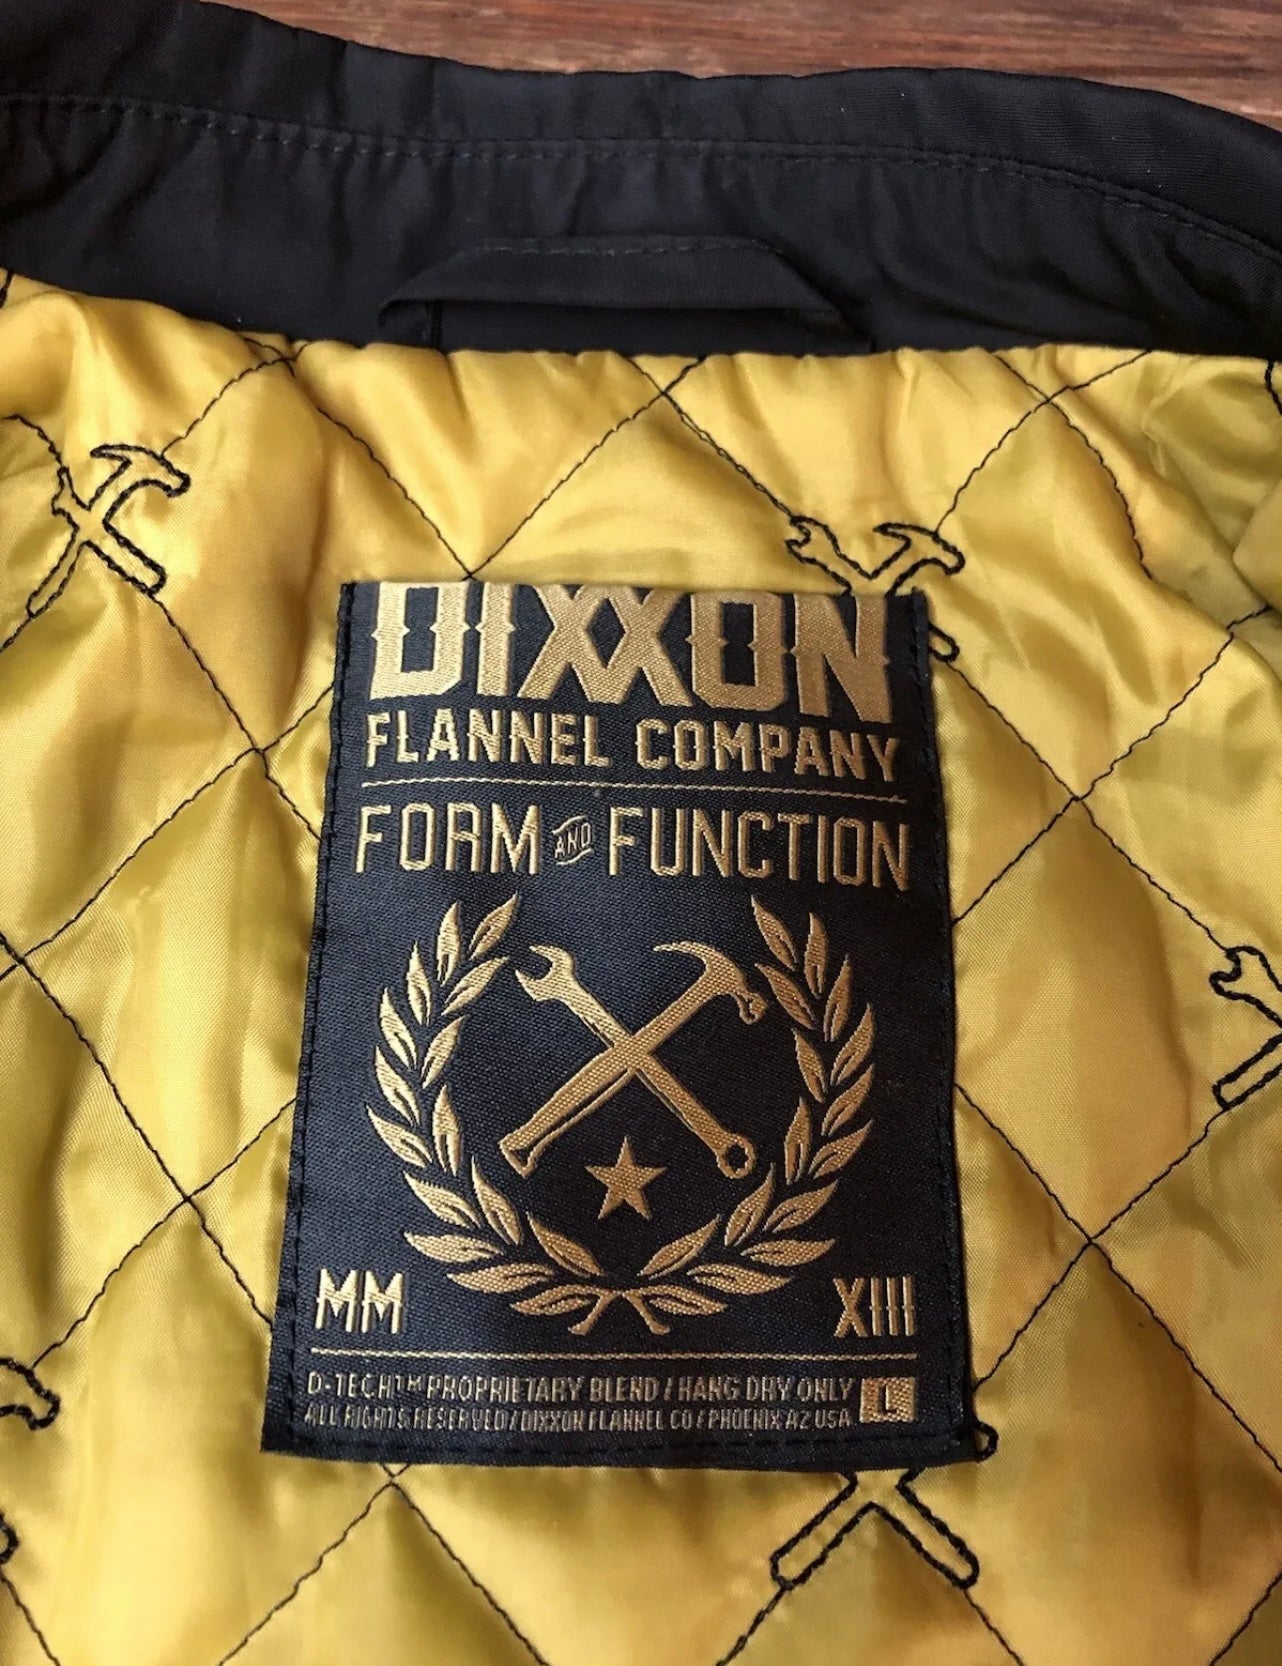 DIXXON
FLANNEL COMPANY
FORM AND FUNCTION
MM XIII
D-TECH™ PROPRIETARY BLEND / HANG DRY ONLY L
ALL RIGHTS RESERVED / DIXXON FLANNEL CO / PHOENIX AZ USA